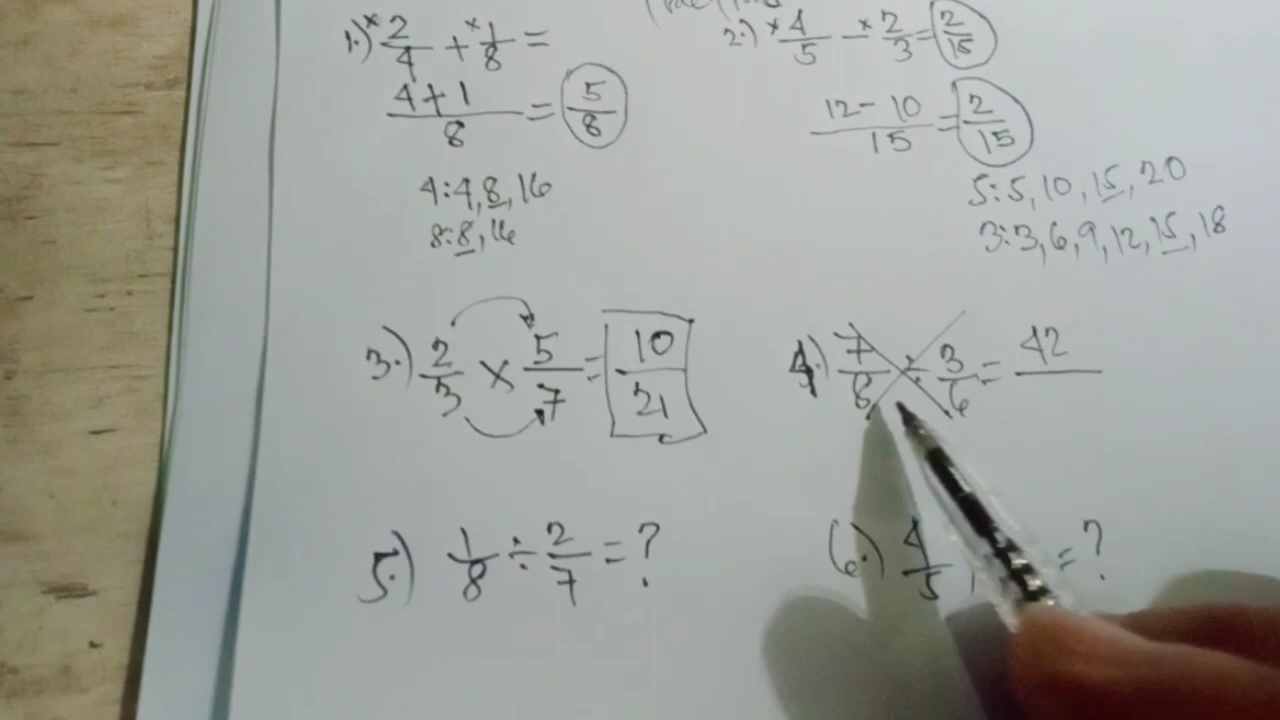 1.) 2/4 + 1/8 =
4+1/8 = 5/8
4:4,8,16
8:8,16
2.) 4/5 - 2/3 = 2/15
12-10/15 = 2/15
5:5,10,15,20
3:3,6,9,12,15,18
3.) 2/3 × 5/7 = 10/21
4.) 7/8 ÷ 3/6 = 42
5.) 1/8 ÷ 2/7 = ?
6.) 4/5 = ?